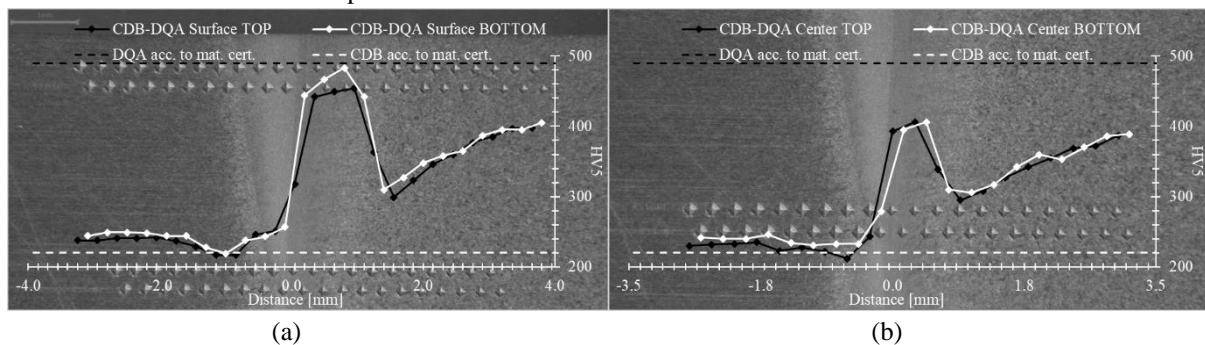 CDB-DQA Surface TOP CDB-DQA Surface BOTTOM
DQA acc. to mat. cert. CDB acc. to mat. cert.
500
400
HV5
300
200
-4.0 -2.0 0.0 2.0 4.0
Distance [mm]
(a)
CDB-DQA Center TOP CDB-DQA Center BOTTOM
DQA acc. to mat. cert. CDB acc. to mat. cert.
500
400
HV5
300
200
-3.5 -1.8 0.0 1.8 3.5
Distance [mm]
(b)